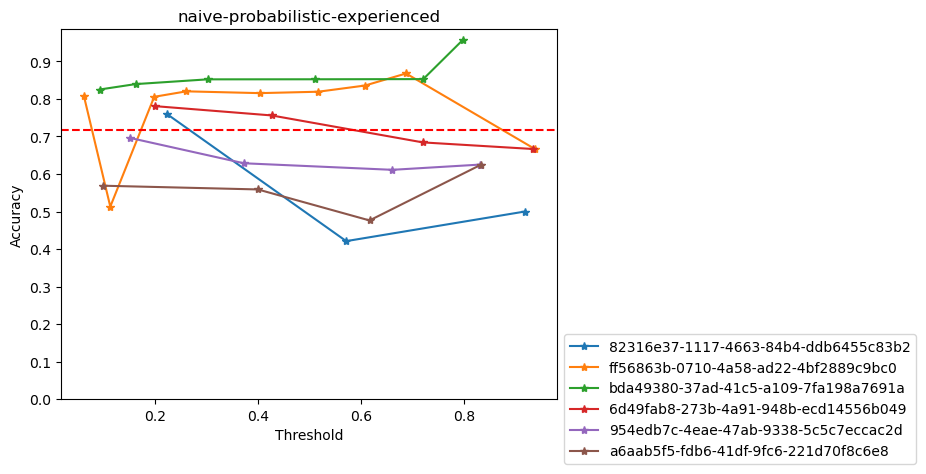 naive-probabilistic-experienced
Accuracy
0.9
0.8
0.7
0.6
0.5
0.4
0.3
0.2
0.1
0.0
0.2 0.4 0.6 0.8
Threshold
82316e37-1117-4663-84b4-ddb6455c83b2
ff56863b-0710-4a58-ad22-4bf2889c9bc0
bda49380-37ad-41c5-a109-7fa198a7691a
6d49fab8-273b-4a91-948b-ecd14556b049
954edb7c-4eae-47ab-9338-5c5c7eccac2d
a6aab5f5-fdb6-41df-9fc6-221d70f8c6e8